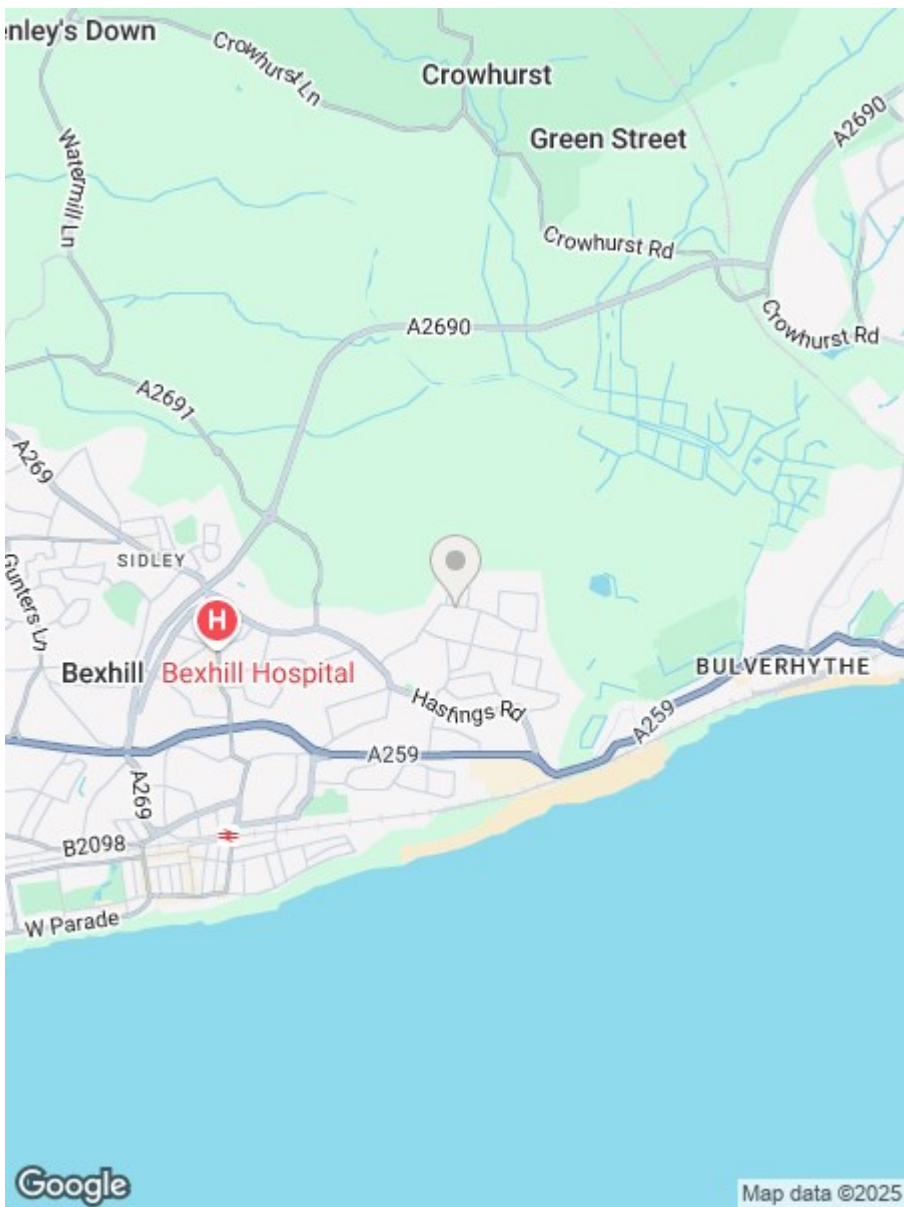 enley's Down
Crowhurst Ln
Crowhurst
Green Street
A2690
Watermill Ln
Crowhurst Rd
A2690
Crowhurst Rd
A2691
A269
SIDLEY
Gunters Ln
H
Bexhill
Bexhill Hospital
BULVERHYTHE
Hastings Rd
A259
A259
A269
B2098
W Parade
Google
Map data ©2025